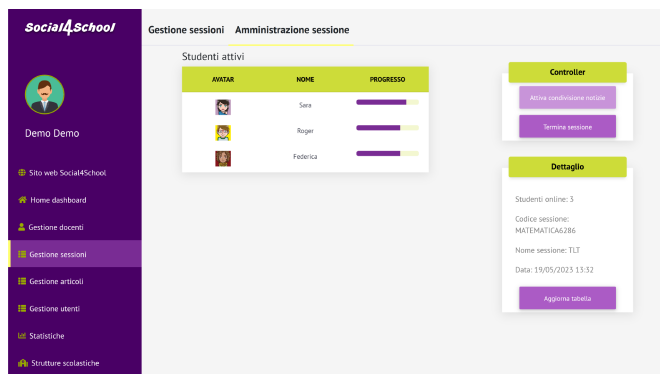 Social4School
Gestione sessioni Amministrazione sessione
Demo Demo
Sito web Social4School
Home dashboard
Gestione docenti
Gestione sessioni
Gestione articoli
Gestione utenti
Statistiche
Strutture scolastiche
Studenti attivi
AVATAR NOME PROGRESSO
Sara
Roger
Federica
Controller
Attiva condivisione notizie
Termina sessione
Dettaglio
Studenti online: 3
Codice sessione:
MATEMATICA6286
Nome sessione: TLT
Data: 19/05/2023 13:32
Aggiorna tabella